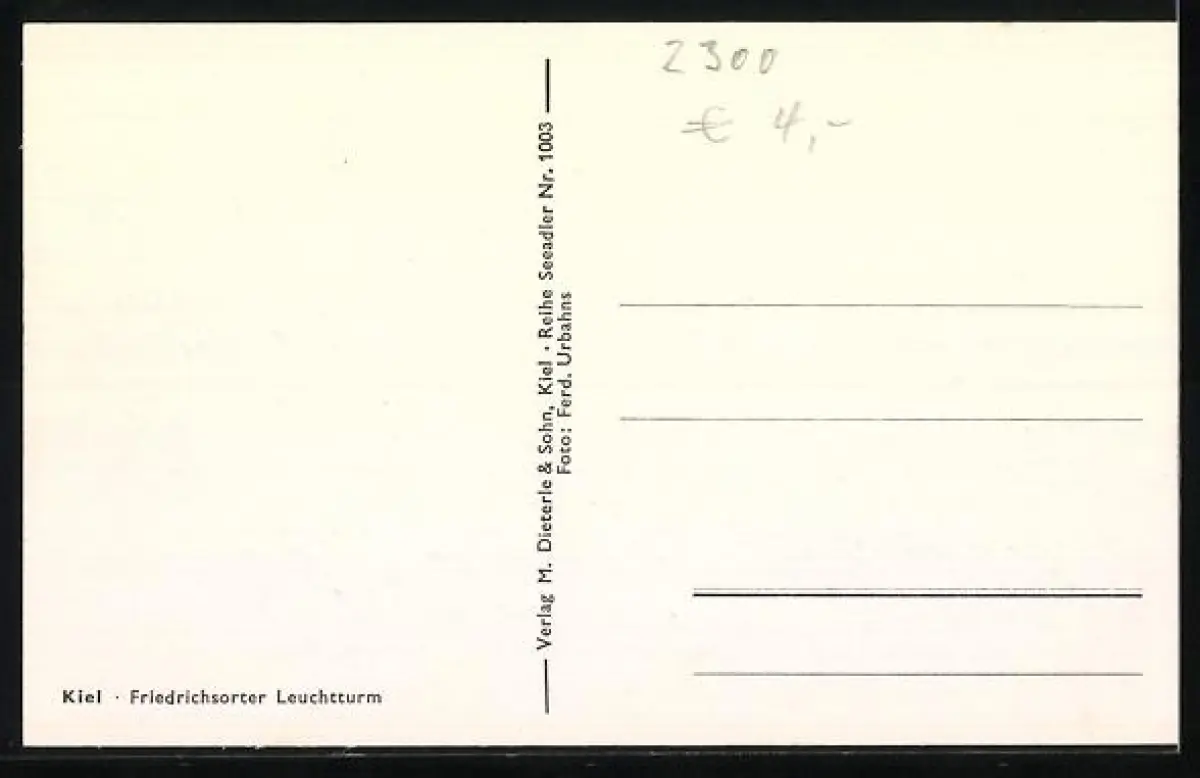 2300
€ 4,-
Verlag M. Dieterle & Sohn, Kiel · Reihe Seeadler Nr. 1003
Foto: Ferd. Urbahns
Kiel · Friedrichsorter Leuchtturm